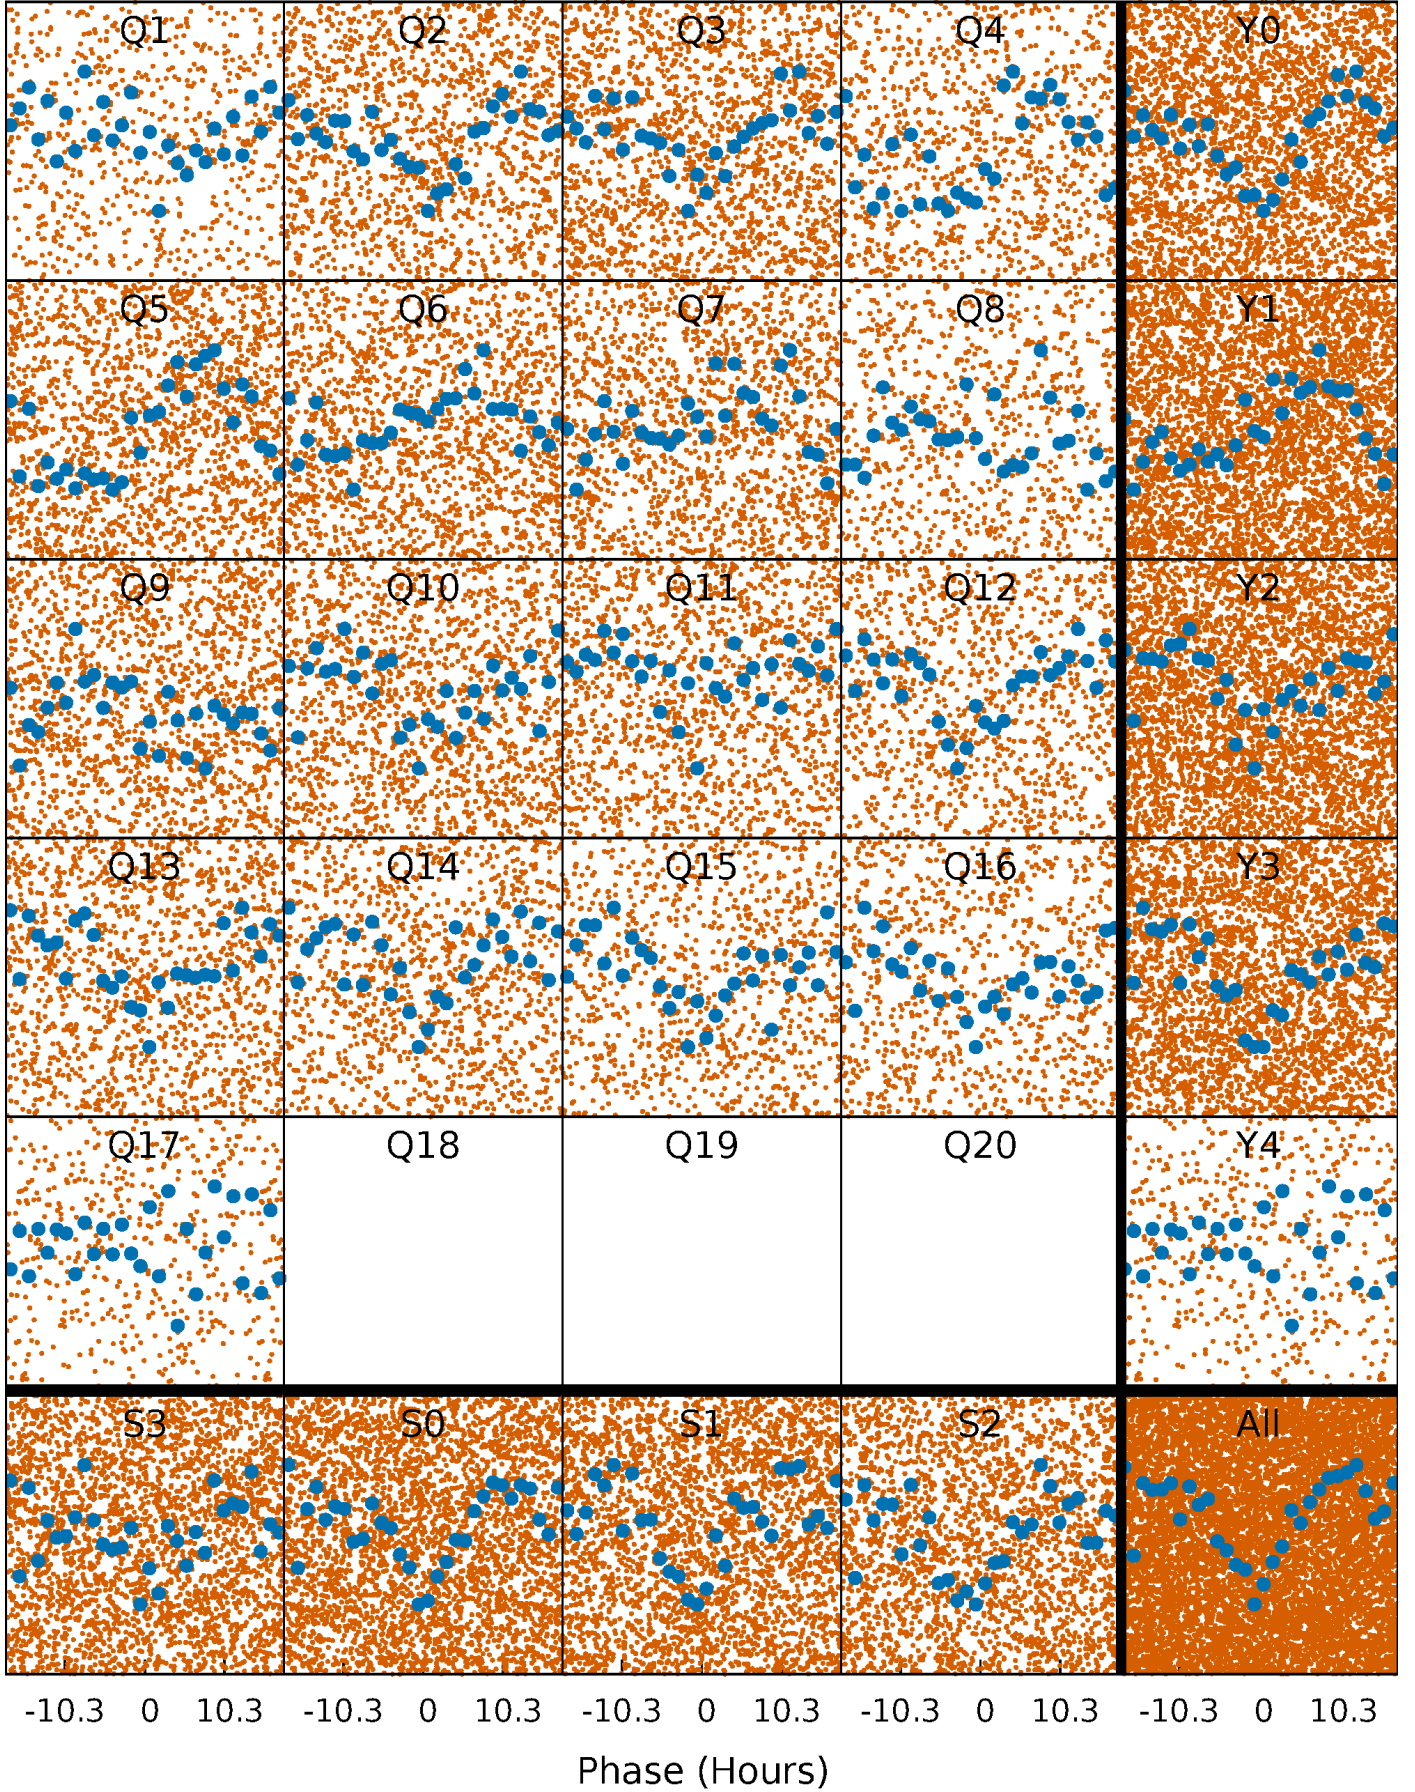 Q1 Q2 Q3 Q4 Y0
Q5 Q6 Q7 Q8 Y1
Q9 Q10 Q11 Q12 Y2
Q13 Q14 Q15 Q16 Y3
Q17 Q18 Q19 Q20 Y4
S3 S0 S1 S2 All
-10.3 0 10.3 -10.3 0 10.3 -10.3 0 10.3 -10.3 0 10.3 -10.3 0 10.3
Phase (Hours)